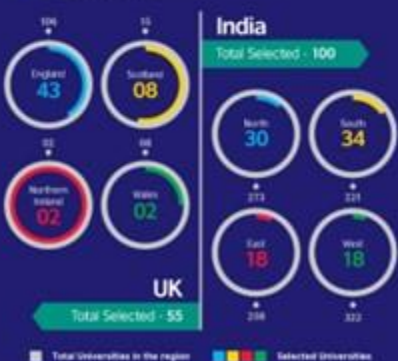 106
England
43
15
Scotland
08
02
Northern
Ireland
02
08
Wales
02
UK
Total Selected - 55
India
Total Selected - 100
North
30
273
South
34
221
East
18
18
West
322
Total Universities in the region
Selected Universities